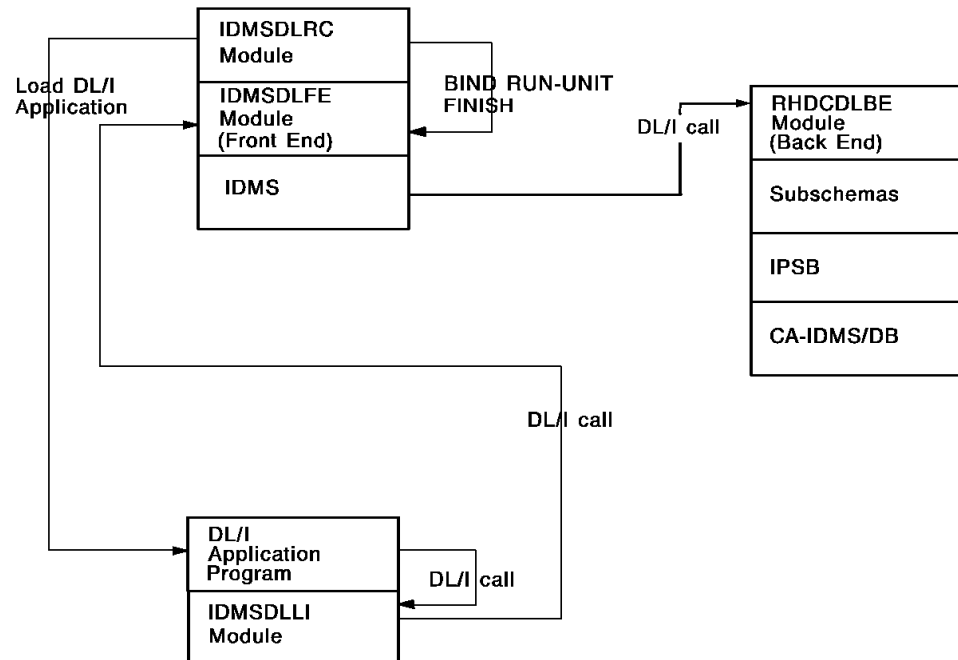 IDMSDLRC
Module
Load DL/I
Application
IDMSDLFE
Module
(Front End)
BIND RUN-UNIT
FINISH
IDMS
DL/I call
RHDCDLBE
Module
(Back End)
Subschemas
IPSB
CA-IDMS/DB
DL/I call
DL/I
Application
Program
DL/I call
IDMSDLLI
Module